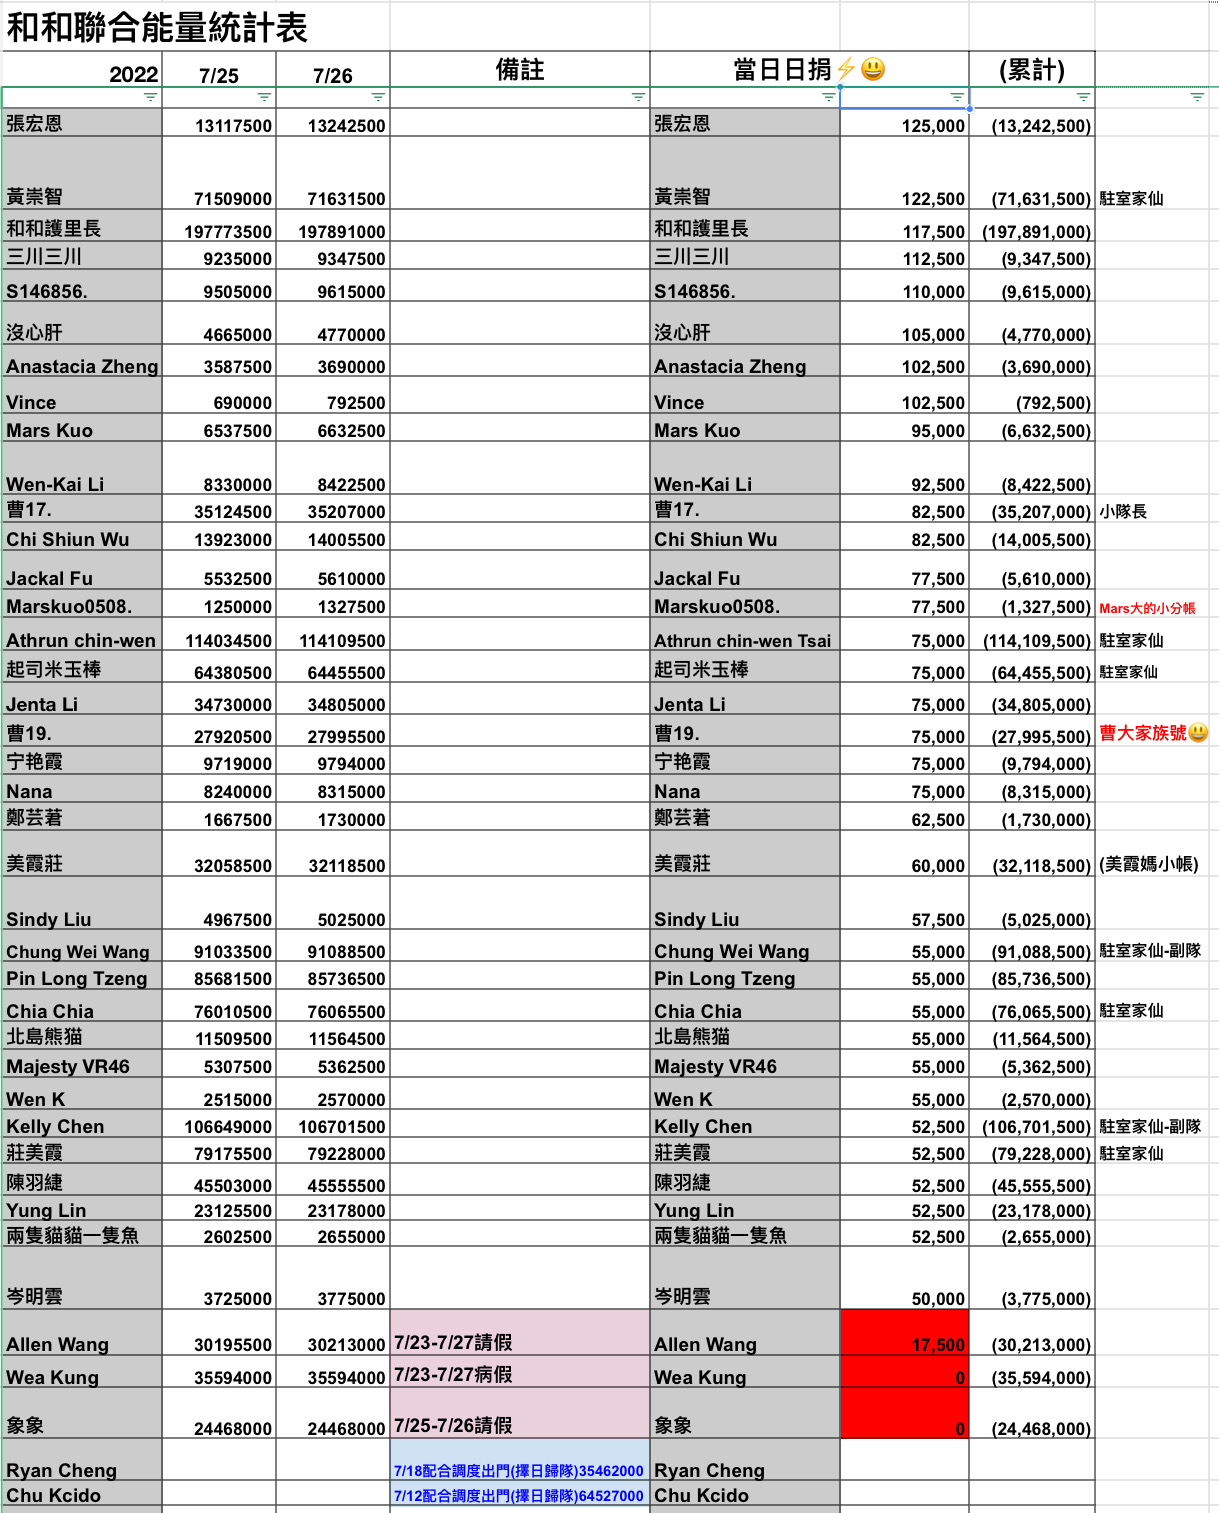 和和聯合能量統計表
2022 7/25 7/26 備註 當日日捐⚡😃 (累計)
張宏恩 13117500 13242500 張宏恩 125,000 (13,242,500)
黃崇智 71509000 71631500 黃崇智 122,500 (71,631,500) 駐室家仙
和和護里長 197773500 197891000 和和護里長 117,500 (197,891,000)
三川三川 9235000 9347500 三川三川 112,500 (9,347,500)
S146856. 9505000 9615000 S146856. 110,000 (9,615,000)
沒心肝 4665000 4770000 沒心肝 105,000 (4,770,000)
Anastacia Zheng 3587500 3690000 Anastacia Zheng 102,500 (3,690,000)
Vince 690000 792500 Vince 102,500 (792,500)
Mars Kuo 6537500 6632500 Mars Kuo 95,000 (6,632,500)
Wen-Kai Li 8330000 8422500 Wen-Kai Li 92,500 (8,422,500)
曹17. 35124500 35207000 曹17. 82,500 (35,207,000) 小隊長
Chi Shiun Wu 13923000 14005500 Chi Shiun Wu 82,500 (14,005,500)
Jackal Fu 5532500 5610000 Jackal Fu 77,500 (5,610,000)
Marskuo0508. 1250000 1327500 Marskuo0508. 77,500 (1,327,500) Mars大的小分帳
Athrun chin-wen 114034500 114109500 Athrun chin-wen Tsai 75,000 (114,109,500) 駐室家仙
起司米玉棒 64380500 64455500 起司米玉棒 75,000 (64,455,500) 駐室家仙
Jenta Li 34730000 34805000 Jenta Li 75,000 (34,805,000)
曹19. 27920500 27995500 曹19. 75,000 (27,995,500) 曹大家族號😃
宁艳霞 9719000 9794000 宁艳霞 75,000 (9,794,000)
Nana 8240000 8315000 Nana 75,000 (8,315,000)
鄭芸莙 1667500 1730000 鄭芸莙 62,500 (1,730,000)
美霞莊 32058500 32118500 美霞莊 60,000 (32,118,500) (美霞媽小帳)
Sindy Liu 4967500 5025000 Sindy Liu 57,500 (5,025,000)
Chung Wei Wang 91033500 91088500 Chung Wei Wang 55,000 (91,088,500) 駐室家仙-副隊
Pin Long Tzeng 85681500 85736500 Pin Long Tzeng 55,000 (85,736,500)
Chia Chia 76010500 76065500 Chia Chia 55,000 (76,065,500) 駐室家仙
北島熊猫 11509500 11564500 北島熊猫 55,000 (11,564,500)
Majesty VR46 5307500 5362500 Majesty VR46 55,000 (5,362,500)
Wen K 2515000 2570000 Wen K 55,000 (2,570,000)
Kelly Chen 106649000 106701500 Kelly Chen 52,500 (106,701,500) 駐室家仙-副隊
莊美霞 79175500 79228000 莊美霞 52,500 (79,228,000) 駐室家仙
陳羽緁 45503000 45555500 陳羽緁 52,500 (45,555,500)
Yung Lin 23125500 23178000 Yung Lin 52,500 (23,178,000)
兩隻貓貓一隻魚 2602500 2655000 兩隻貓貓一隻魚 52,500 (2,655,000)
岑明雲 3725000 3775000 岑明雲 50,000 (3,775,000)
Allen Wang 30195500 30213000 7/23-7/27請假 Allen Wang 17,500 (30,213,000)
Wea Kung 35594000 35594000 7/23-7/27病假 Wea Kung 0 (35,594,000)
象象 24468000 24468000 7/25-7/26請假 象象 0 (24,468,000)
Ryan Cheng 7/18配合調度出門(擇日歸隊)35462000 Ryan Cheng
Chu Kcido 7/12配合調度出門(擇日歸隊)64527000 Chu Kcido